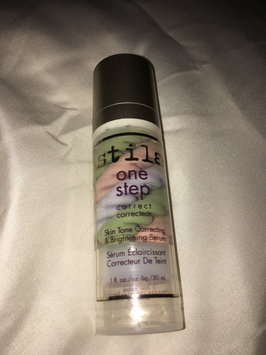 stila
one
step
correct
correcteur
Skin Tone Correcting
& Brightening Serum
Sérum Éclaircissant
Correcteur De Teint
1 fl. oz. liq./30 mL